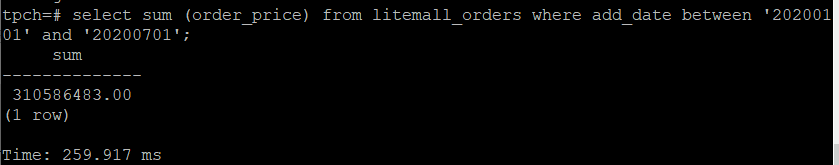 tpch=# select sum (order_price) from litemall_orders where add_date between '202001
01' and '20200701';
sum
--------------
310586483.00
(1 row)
Time: 259.917 ms